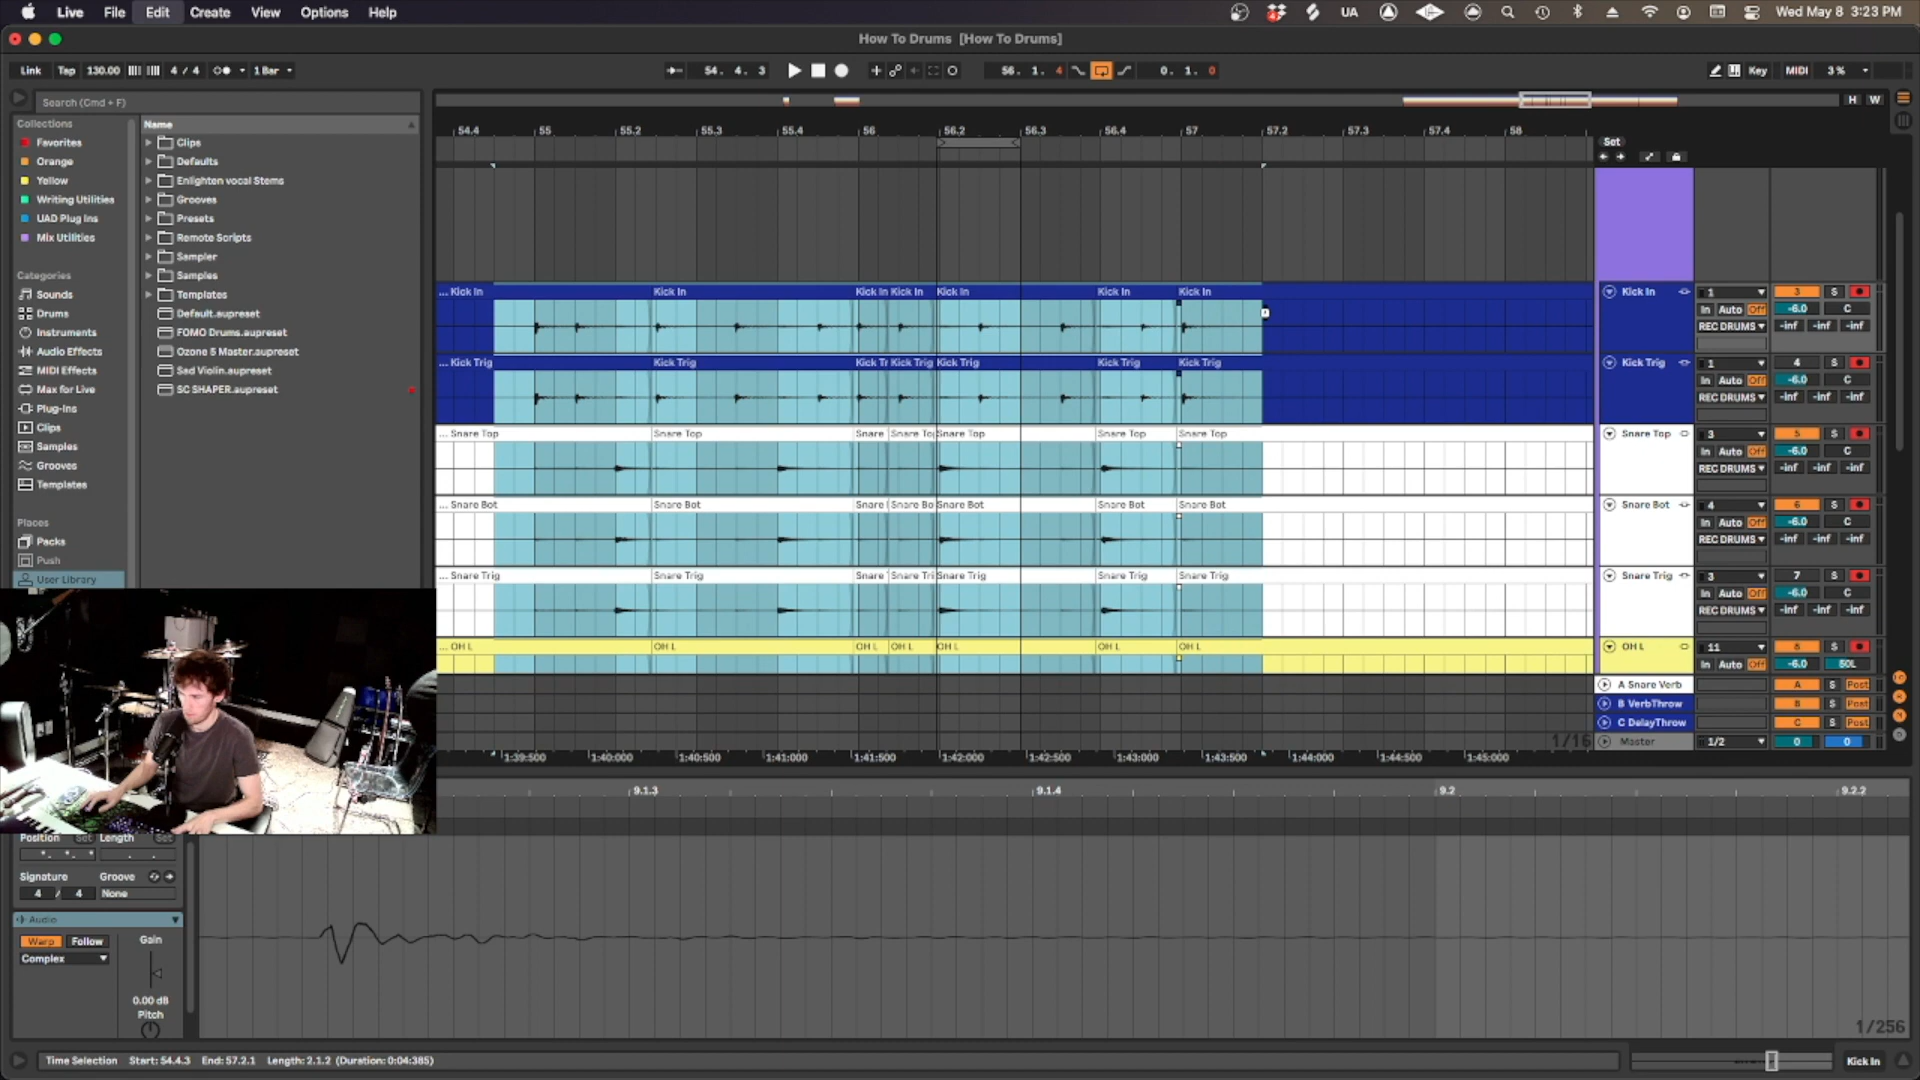 Live File Edit Create View Options Help
UA Wed May 8 3:23 PM
How To Drums [How To Drums]
Link Tap 130.00 4 / 4 1 Bar
54. 4. 3
56. 1. 4
0. 1. 0
Key MIDI 3%
Search (Cmd + F)
H W
Collections
Favorites
Orange
Yellow
Writing Utilities
UAD Plug Ins
Mix Utilities
Categories
Sounds
Drums
Instruments
Audio Effects
MIDI Effects
Max for Live
Plug-Ins
Clips
Samples
Grooves
Templates
Places
Packs
Push
User Library
Name
Clips
Defaults
Enlighten vocal Stems
Grooves
Presets
Remote Scripts
Sampler
Samples
Templates
Default.aupreset
FOMO Drums.aupreset
Ozone 5 Master.aupreset
Sad Violin.aupreset
SC SHAPER.aupreset
54.4 55 55.2 55.3 55.4 56 56.2 56.3 56.4 57 57.2 57.3 57.4 58
Set
... Kick In Kick In Kick In Kick In Kick In Kick In Kick In
... Kick Trig Kick Trig Kick Tr Kick Trig Kick Trig Kick Trig Kick Trig
... Snare Top Snare Top Snare Snare To Snare Top Snare Top Snare Top
Snare Bot Snare Bot Snare Snare Bo Snare Bot Snare Bot Snare Bot
... Snare Trig Snare Trig Snare Snare Tri Snare Trig Snare Trig Snare Trig
... OH L OH L OH L OH L OH L OH L OH L
Kick In 1 3 S
In Auto Off -6.0 C
REC DRUMS -inf -inf -inf
Kick Trig 1 4 S
In Auto Off -6.0 C
REC DRUMS -inf -inf -inf
Snare Top 3 5 S
In Auto Off -6.0 C
REC DRUMS -inf -inf -inf
Snare Bot 4 6 S
In Auto Off -6.0 C
REC DRUMS -inf -inf -inf
Snare Trig 3 7 S
In Auto Off -6.0 C
REC DRUMS -inf -inf -inf
OH L 11 8 S
In Auto Off -6.0 50L
A Snare Verb A S Post
B VerbThrow B S Post
C DelayThrow C S Post
1/16 Master 1/2 0 0
1:39:500 1:40:000 1:40:500 1:41:000 1:41:500 1:42:000 1:42:500 1:43:000 1:43:500 1:44:000 1:44:500 1:45:000
9.1.3 9.1.4 9.2 9.2.2
Position Set Length Set
Signature Groove
4 / 4 None
Audio
Warp Follow Gain
Complex
0.00 dB
Pitch
1/256
Time Selection Start: 54.4.3 End: 57.2.1 Length: 2.1.2 (Duration: 0:04:385)
Kick In